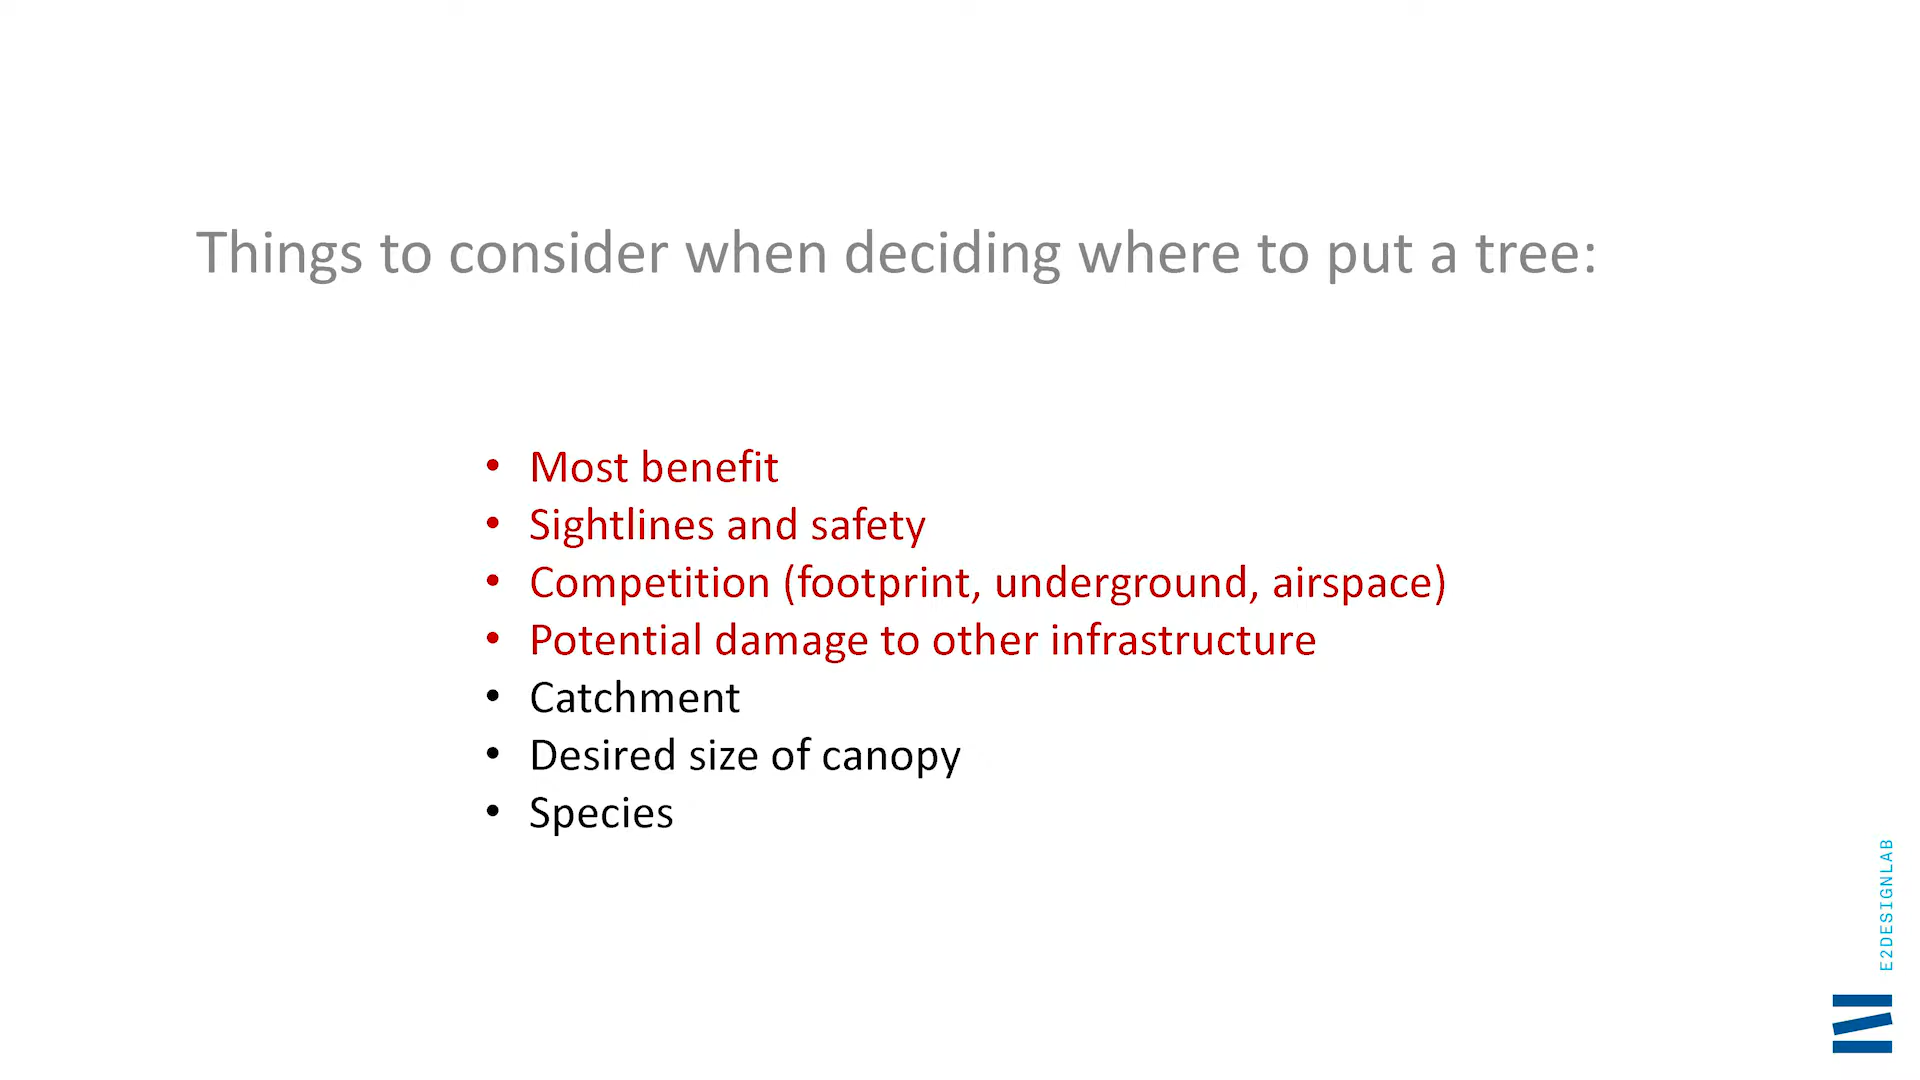 Things to consider when deciding where to put a tree:
• Most benefit
• Sightlines and safety
• Competition (footprint, underground, airspace)
• Potential damage to other infrastructure
• Catchment
• Desired size of canopy
• Species
E2DESIGNLAB